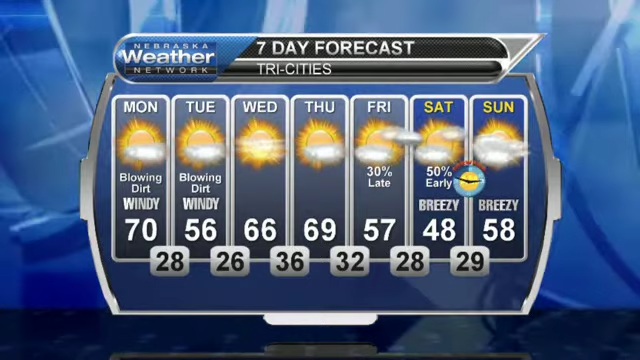 NEBRASKA
Weather
NETWORK
7 DAY FORECAST
TRI-CITIES
MON TUE WED THU FRI SAT SUN
Blowing Dirt Blowing Dirt 30% Late 50% Early
WINDY WINDY BREEZY BREEZY
70 56 66 69 57 48 58
28 26 36 32 28 29